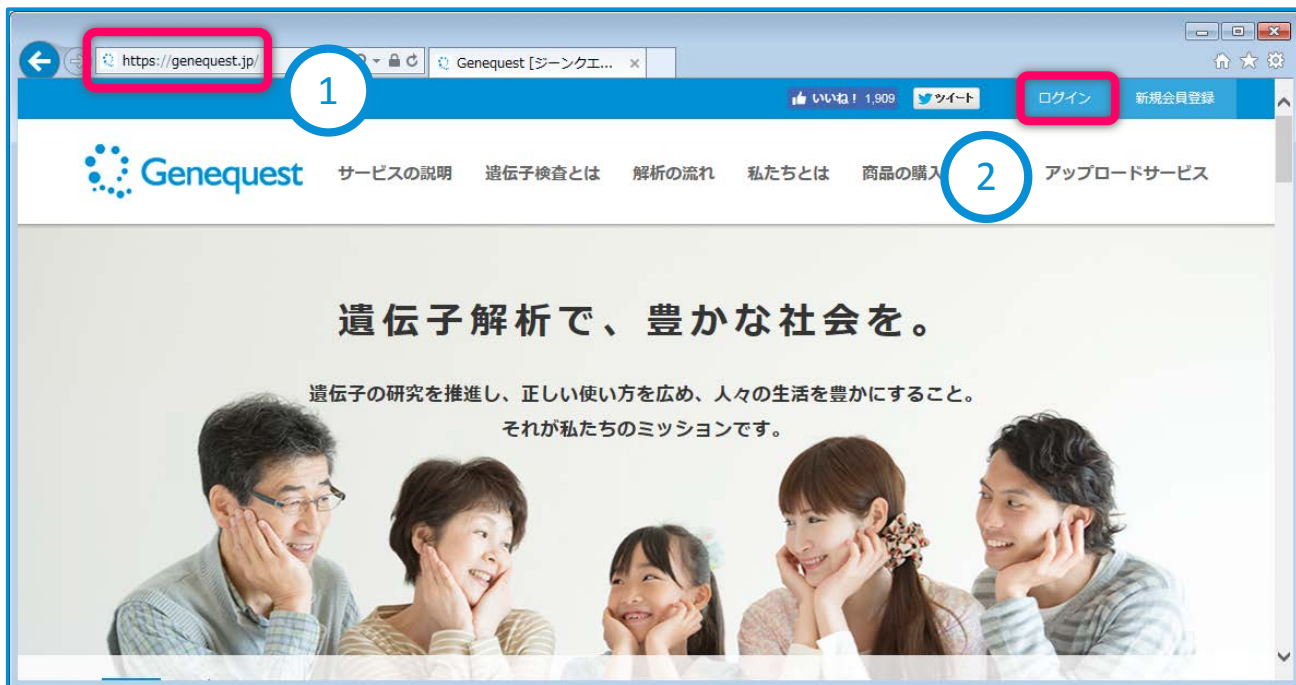 https://genequest.jp/
Genequest [ジーンクエ...
1
いいね! 1,909
ツイート
ログイン
新規会員登録
Genequest
サービスの説明
遺伝子検査とは
解析の流れ
私たちとは
商品の購入
2
アップロードサービス
遺伝子解析で、豊かな社会を。
遺伝子の研究を推進し、正しい使い方を広め、人々の生活を豊かにすること。
それが私たちのミッションです。